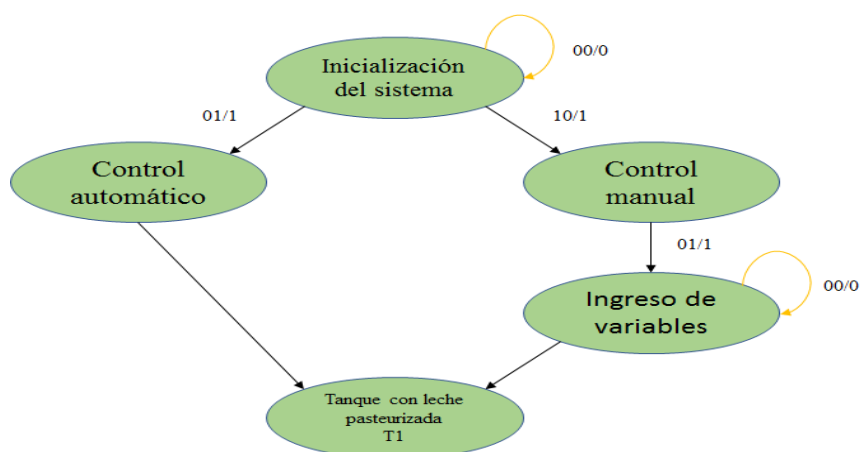 Inicialización
del sistema
00/0
01/1
10/1
Control
automático
Control
manual
01/1
00/0
Ingreso de
variables
Tanque con leche
pasteurizada
T1